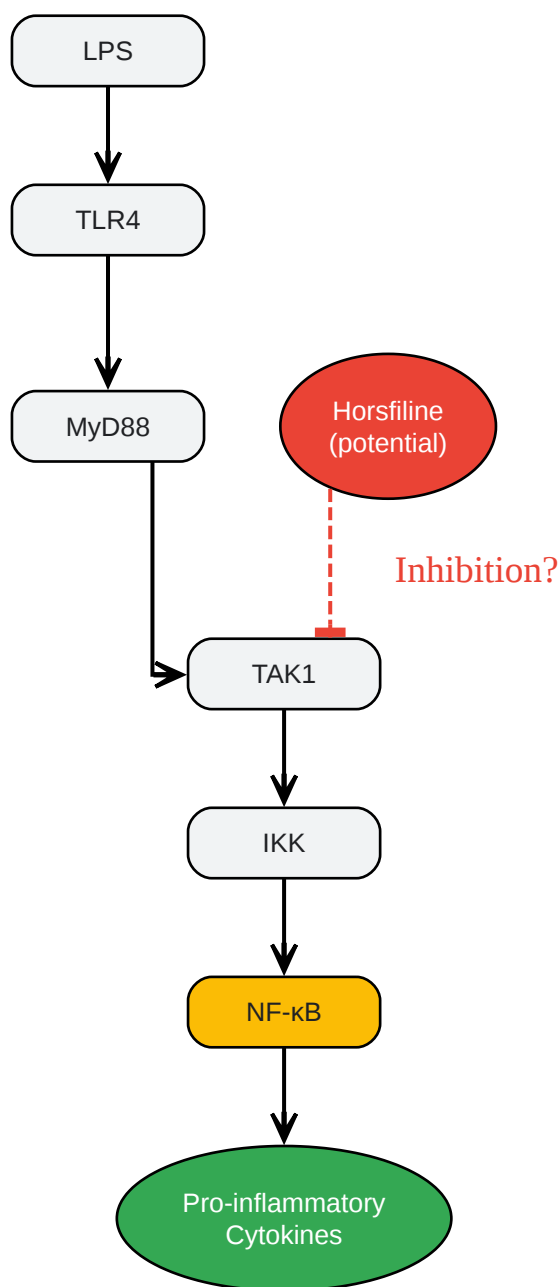 LPS
TLR4
MyD88
Horsfiline
(potential)
Inhibition?
TAK1
IKK
NF-κB
Pro-inflammatory
Cytokines